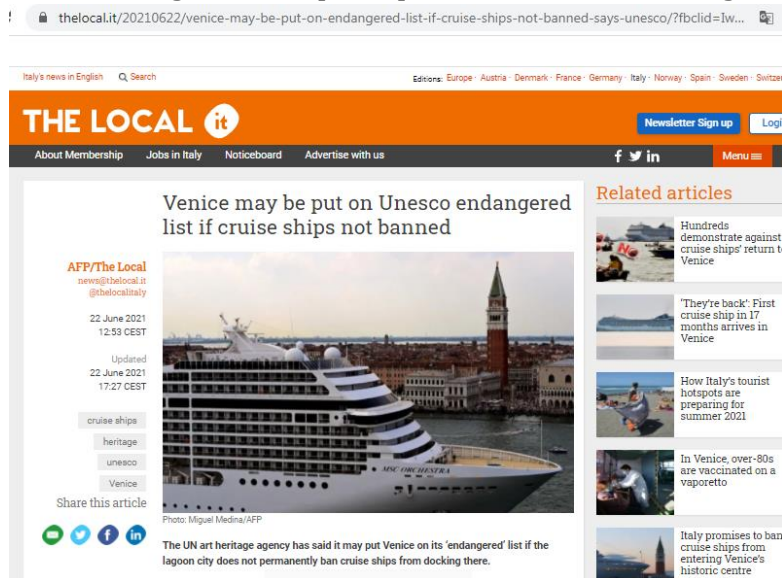 thelocal.it/20210622/venice-may-be-put-on-endangered-list-if-cruise-ships-not-banned-says-unesco/?fbclid=Iw...
Italy's news in English Search
Editions: Europe · Austria · Denmark · France · Germany · Italy · Norway · Spain · Sweden ·
THE LOCAL it
Newsletter Sign up
About Membership Jobs in Italy Noticeboard Advertise with us
Menu
Venice may be put on Unesco endangered
list if cruise ships not banned
AFP/The Local
news@thelocal.it
@thelocalitaly
22 June 2021
12:53 CEST
Updated
22 June 2021
17:27 CEST
cruise ships
heritage
unesco
Venice
Share this article
MSC ORCHESTRA
Photo: Miguel Medina/AFP
The UN art heritage agency has said it may put Venice on its 'endangered' list if the
lagoon city does not permanently ban cruise ships from docking there.
Related articles
NO
Hundreds
demonstrate against
cruise ships' return
Venice
'They're back': First
cruise ship in 17
months arrives in
Venice
How Italy's tourist
hotspots are
preparing for
summer 2021
In Venice, over-80s
are vaccinated on a
vaporetto
Italy promises to ban
cruise ships from
entering Venice's
historic centre